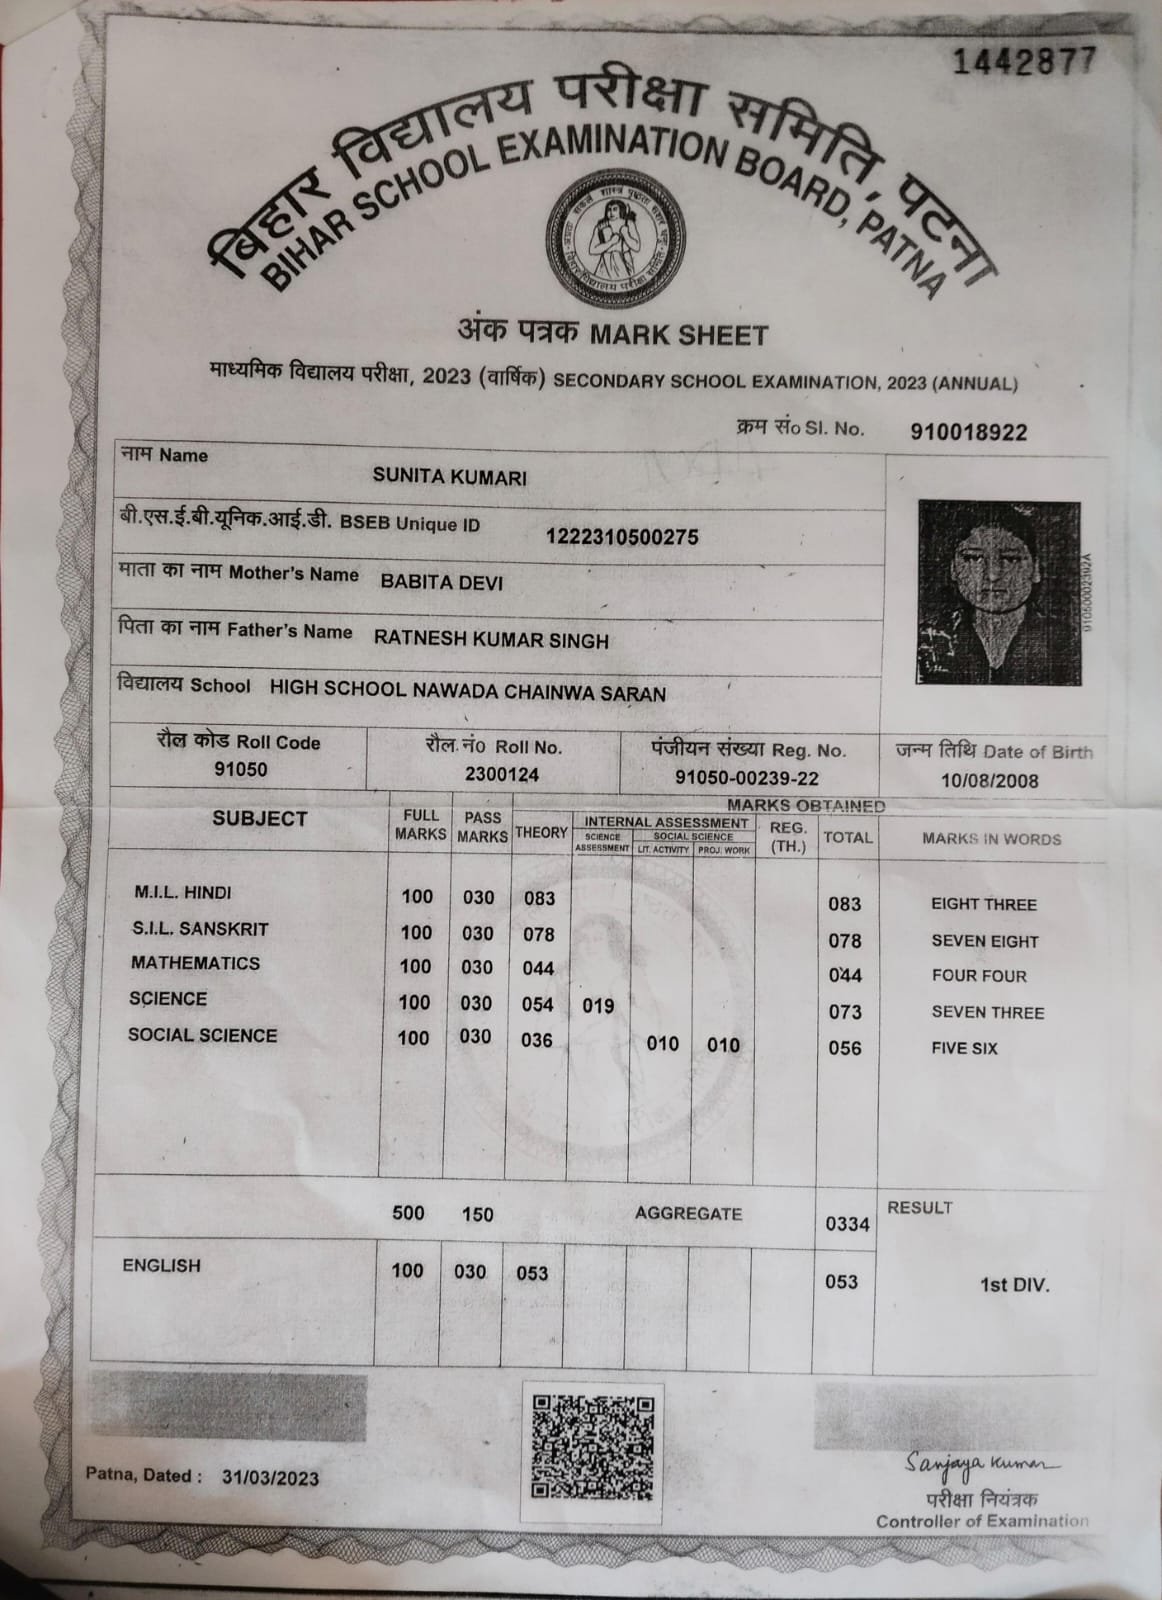 1442877
बिहार विद्यालय परीक्षा समिति, पटना
BIHAR SCHOOL EXAMINATION BOARD, PATNA
अंक पत्रक MARK SHEET
माध्यमिक विद्यालय परीक्षा, 2023 (वार्षिक) SECONDARY SCHOOL EXAMINATION, 2023 (ANNUAL)
क्रम सं० Sl. No. 910018922
नाम Name SUNITA KUMARI
बी.एस.ई.बी.यूनिक.आई.डी. BSEB Unique ID 1222310500275
माता का नाम Mother's Name BABITA DEVI
पिता का नाम Father's Name RATNESH KUMAR SINGH
विद्यालय School HIGH SCHOOL NAWADA CHAINWA SARAN
रौल कोड Roll Code रौल नं० Roll No. पंजीयन संख्या Reg. No. जन्म तिथि Date of Birth
91050 2300124 91050-00239-22 10/08/2008
MARKS OBTAINED
SUBJECT FULL MARKS PASS MARKS THEORY INTERNAL ASSESSMENT REG. (TH.) TOTAL MARKS IN WORDS
SCIENCE ASSESSMENT SOCIAL SCIENCE
LIT. ACTIVITY PROJ. WORK
M.I.L. HINDI 100 030 083 083 EIGHT THREE
S.I.L. SANSKRIT 100 030 078 078 SEVEN EIGHT
MATHEMATICS 100 030 044 044 FOUR FOUR
SCIENCE 100 030 054 019 073 SEVEN THREE
SOCIAL SCIENCE 100 030 036 010 010 056 FIVE SIX
500 150 AGGREGATE 0334 RESULT
ENGLISH 100 030 053 053 1st DIV.
Patna, Dated : 31/03/2023
Sanjaya Kumar
परीक्षा नियंत्रक
Controller of Examination